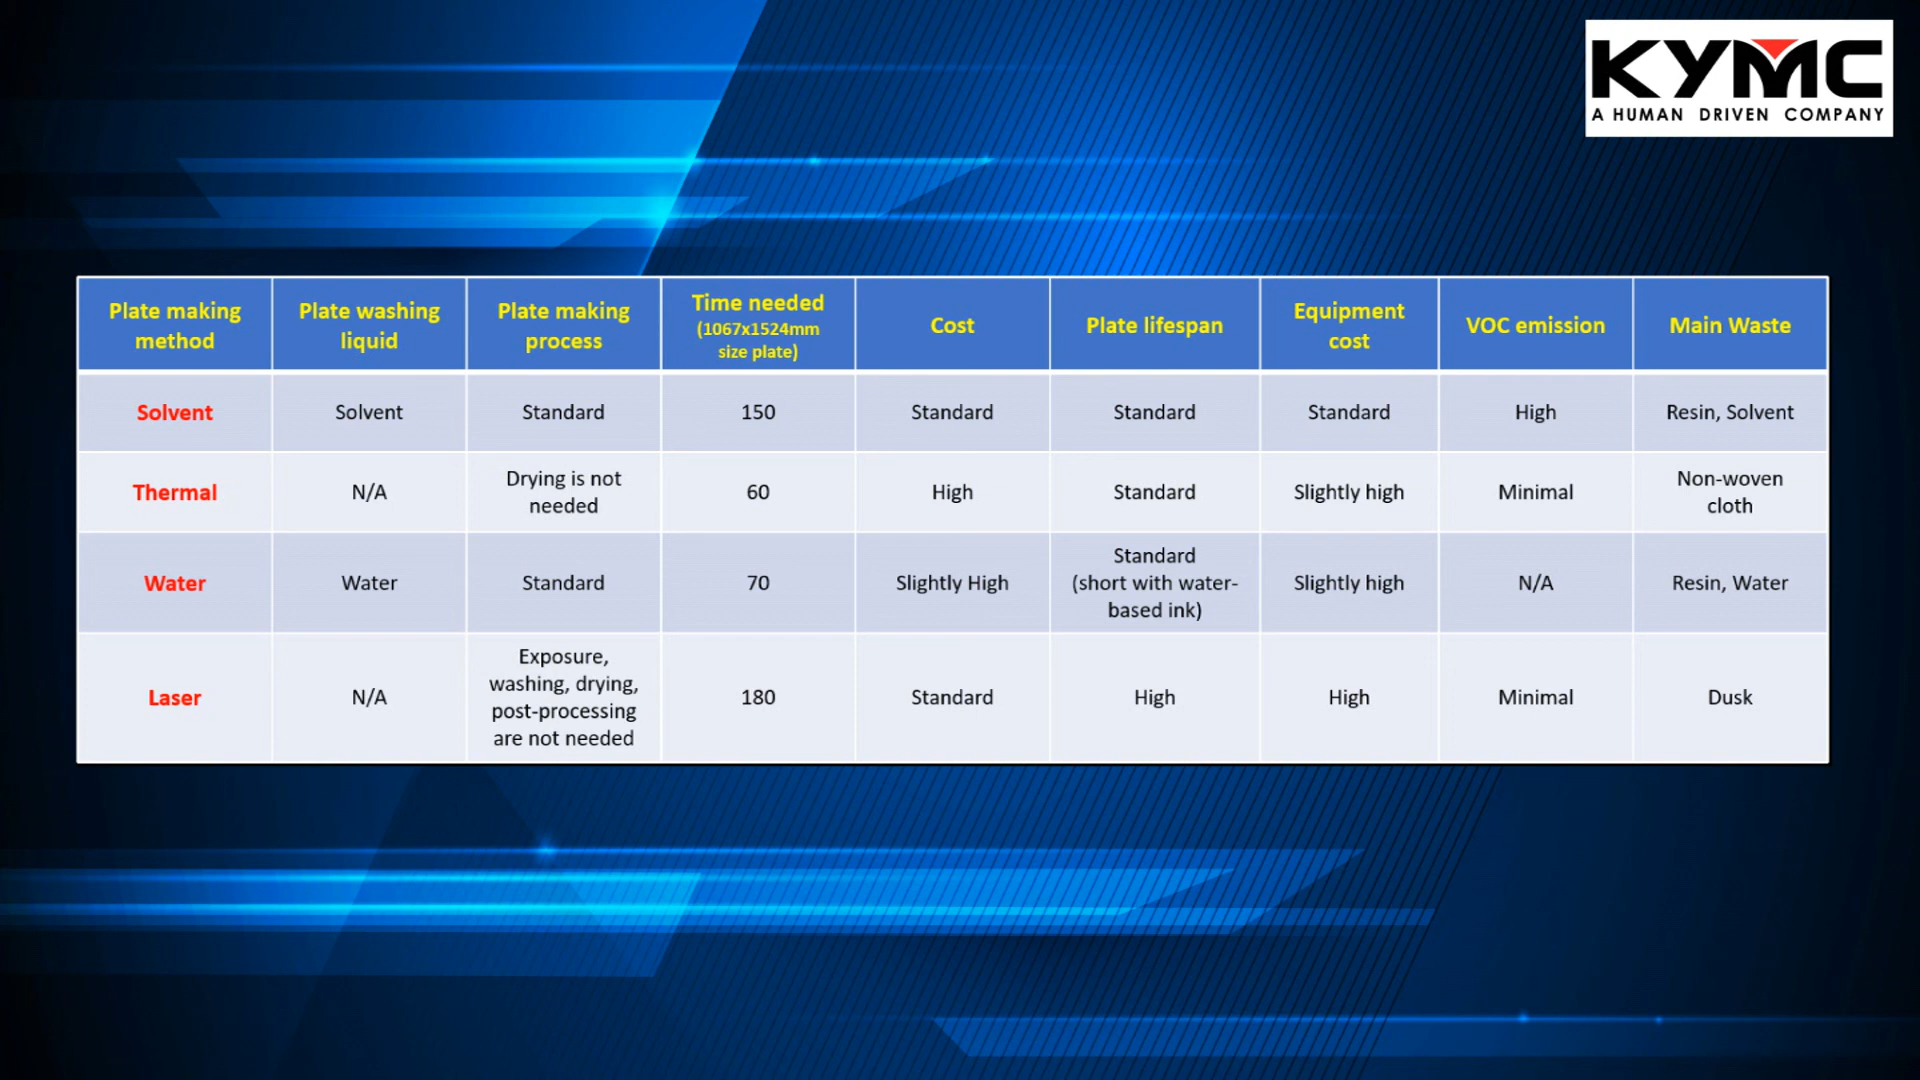 KYMC
A HUMAN DRIVEN COMPANY
Plate making
method
Plate washing
liquid
Plate making
process
Time needed
(1067x1524mm
size plate)
Cost
Plate lifespan
Equipment
cost
VOC emission
Main Waste
Solvent
Solvent
Standard
150
Standard
Standard
Standard
High
Resin, Solvent
Thermal
N/A
Drying is not
needed
60
High
Standard
Slightly high
Minimal
Non-woven
cloth
Water
Water
Standard
70
Slightly High
Standard
(short with water-
based ink)
Slightly high
N/A
Resin, Water
Laser
N/A
Exposure,
washing, drying,
post-processing
are not needed
180
Standard
High
High
Minimal
Dusk